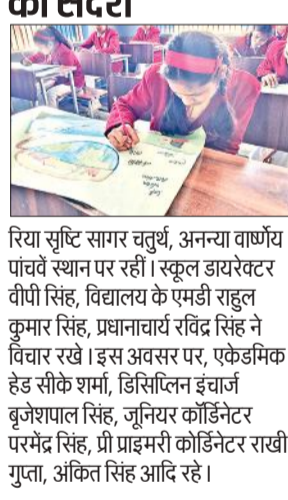 रिया सृष्टि सागर चतुर्थ, अनन्या वार्ष्णेय
पांचवें स्थान पर रहीं। स्कूल डायरेक्टर
वीपी सिंह, विद्यालय के एमडी राहुल
कुमार सिंह, प्रधानाचार्य रविंद्र सिंह ने
विचार रखे। इस अवसर पर, एकेडमिक
हेड सीके शर्मा, डिसिप्लिन इंचार्ज
बृजेशपाल सिंह, जूनियर कॉर्डिनेटर
परमेंद्र सिंह, प्री प्राइमरी कोर्डिनेटर राखी
गुप्ता, अंकित सिंह आदि रहे।